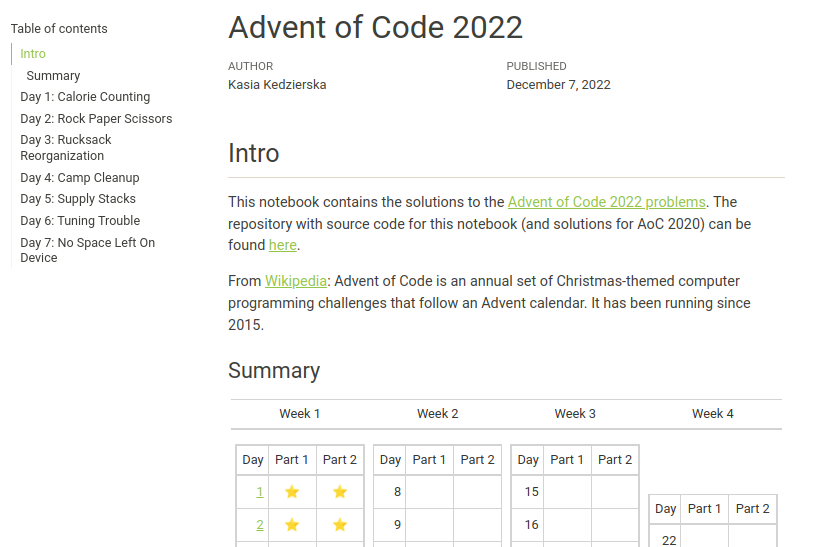 Table of contents
Intro
Summary
Day 1: Calorie Counting
Day 2: Rock Paper Scissors
Day 3: Rucksack
Reorganization
Day 4: Camp Cleanup
Day 5: Supply Stacks
Day 6: Tuning Trouble
Day 7: No Space Left On
Device
Advent of Code 2022
AUTHOR PUBLISHED
Kasia Kedzierska December 7, 2022
Intro
This notebook contains the solutions to the Advent of Code 2022 problems. The
repository with source code for this notebook (and solutions for AoC 2020) can be
found here.
From Wikipedia: Advent of Code is an annual set of Christmas-themed computer
programming challenges that follow an Advent calendar. It has been running since
2015.
Summary
Week 1 Week 2 Week 3 Week 4
Day Part 1 Part 2 Day Part 1 Part 2 Day Part 1 Part 2
1 ⭐ ⭐ 8 15
Day Part 1 Part 2
2 ⭐ ⭐ 9 16
22